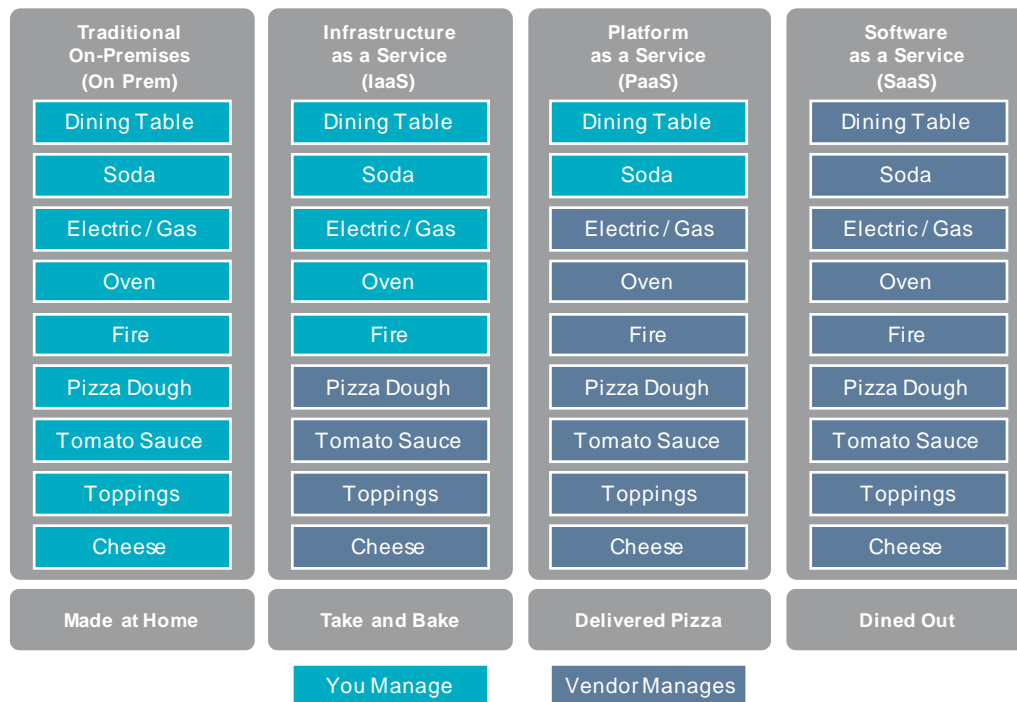 Traditional
On-Premises
(On Prem)
Dining Table
Soda
Electric / Gas
Oven
Fire
Pizza Dough
Tomato Sauce
Toppings
Cheese
Made at Home
Infrastructure
as a Service
(IaaS)
Dining Table
Soda
Electric / Gas
Oven
Fire
Pizza Dough
Tomato Sauce
Toppings
Cheese
Take and Bake
Platform
as a Service
(PaaS)
Dining Table
Soda
Electric / Gas
Oven
Fire
Pizza Dough
Tomato Sauce
Toppings
Cheese
Delivered Pizza
Software
as a Service
(SaaS)
Dining Table
Soda
Electric / Gas
Oven
Fire
Pizza Dough
Tomato Sauce
Toppings
Cheese
Dined Out
You Manage
Vendor Manages